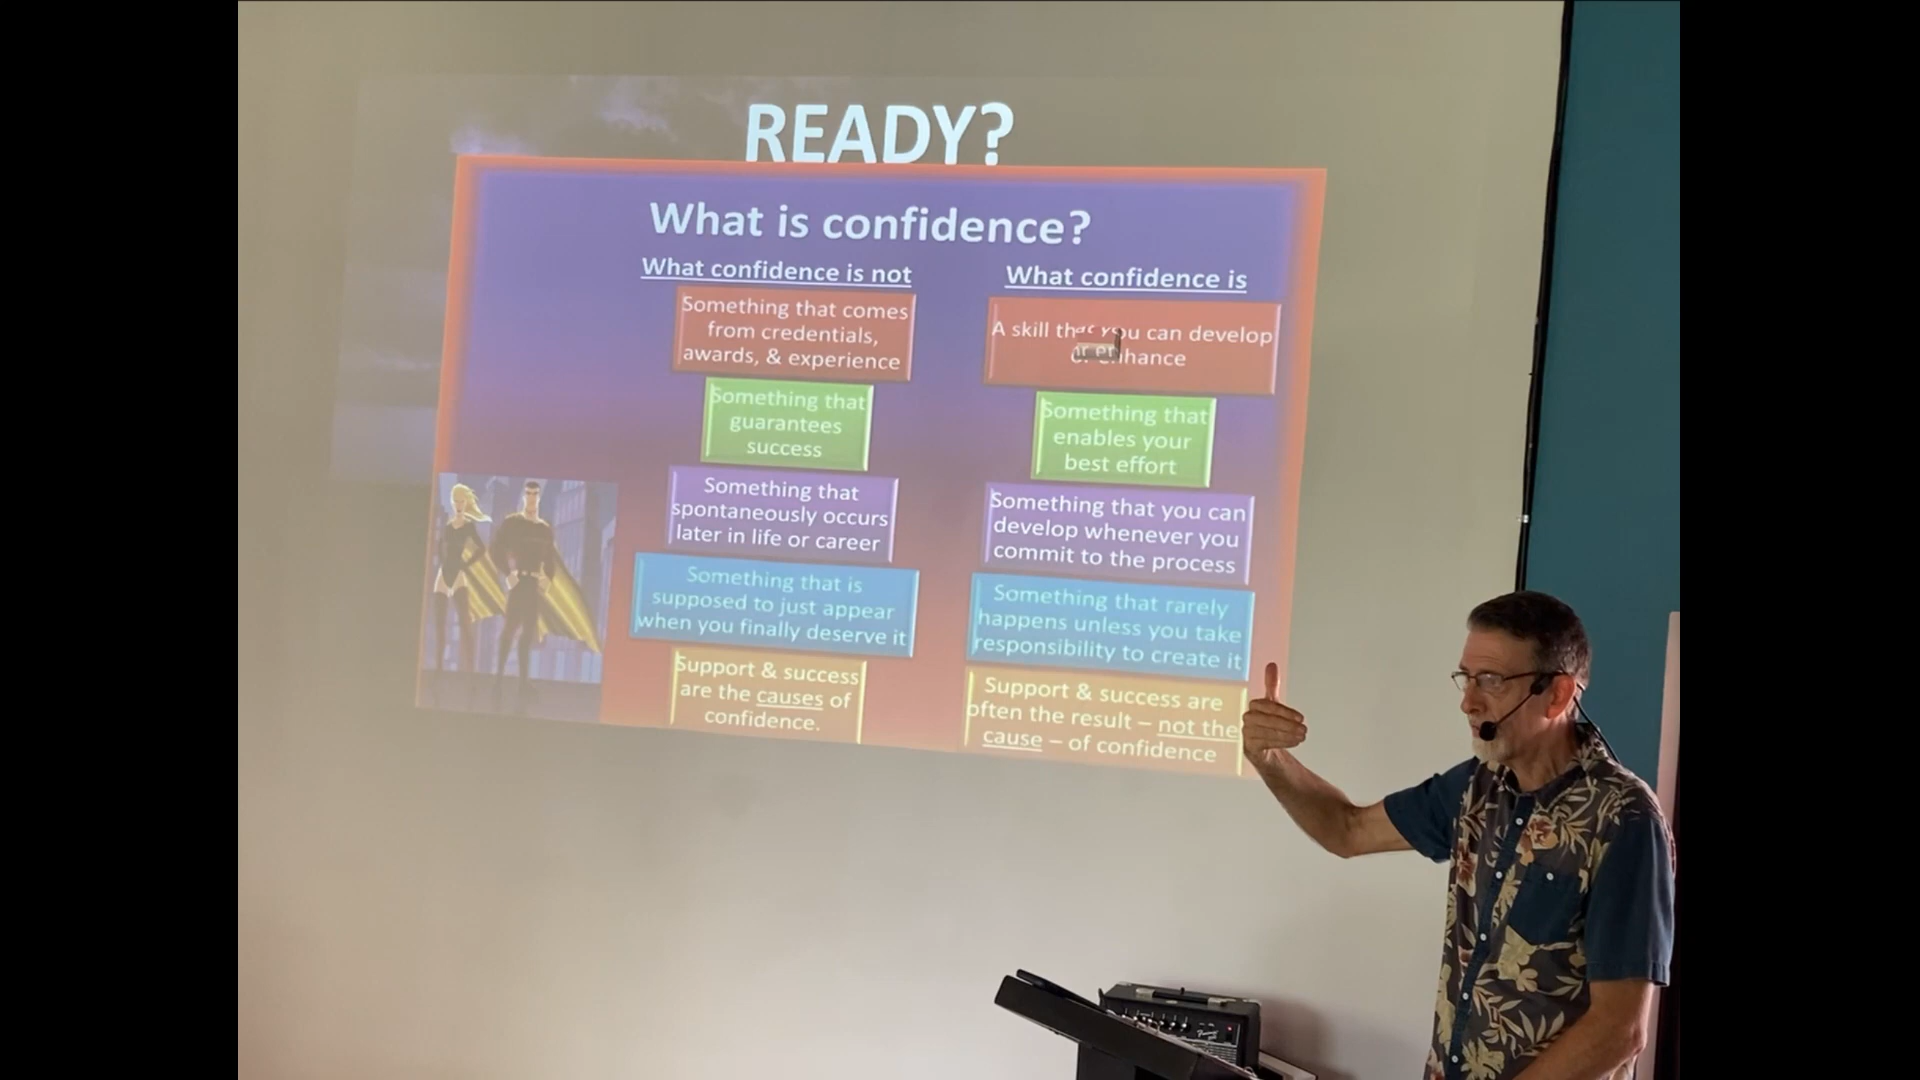 READY?
What is confidence?
What confidence is not
Something that comes
from credentials,
awards, & experience
Something that
guarantees
success
Something that
spontaneously occurs
later in life or career
Something that is
supposed to just appear
when you finally deserve it
Support & success
are the causes of
confidence.
What confidence is
A skill that you can develop
or enhance
Something that
enables your
best effort
Something that you can
develop whenever you
commit to the process
Something that rarely
happens unless you take
responsibility to create it
Support & success are
often the result – not the
cause – of confidence
Fender